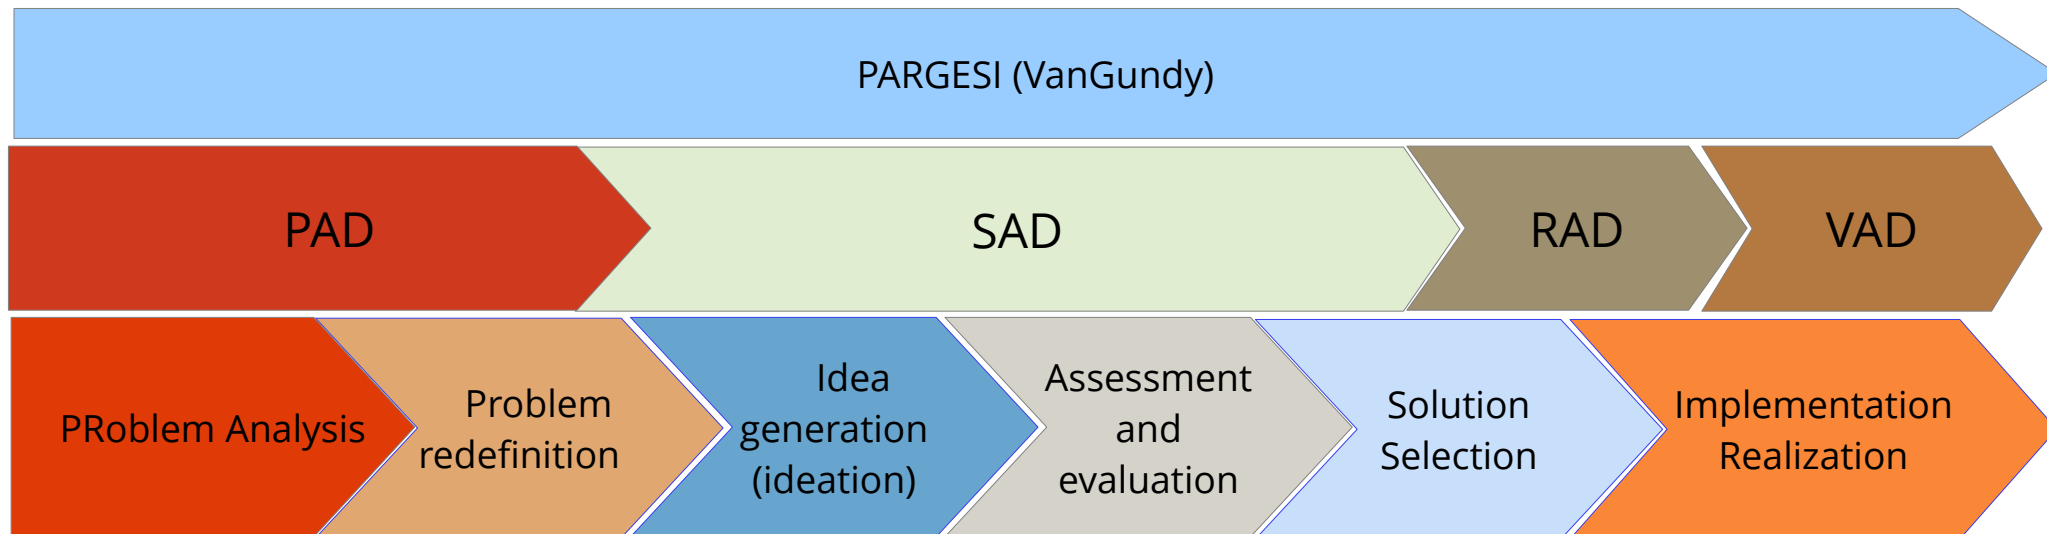 PARGESI (VanGundy)
PAD
SAD
RAD
VAD
PRoblem Analysis
Problem
redefinition
Idea
generation
(ideation)
Assessment
and
evaluation
Solution
Selection
Implementation
Realization